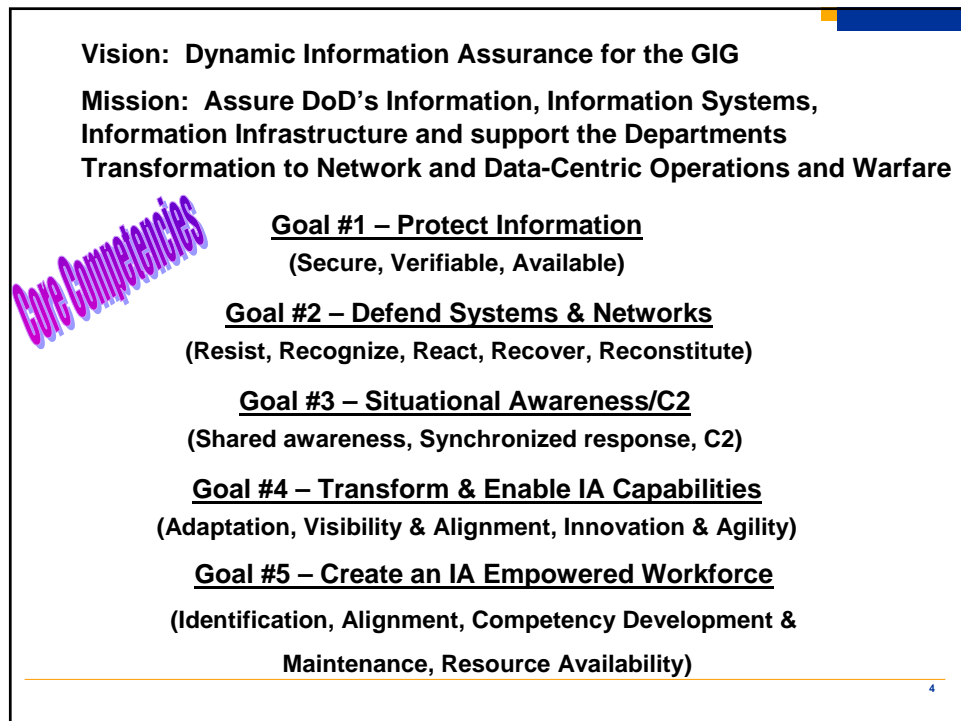 Vision: Dynamic Information Assurance for the GIG
Mission: Assure DoD's Information, Information Systems,
Information Infrastructure and support the Departments
Transformation to Network and Data-Centric Operations and Warfare
Core Competencies
Goal #1 – Protect Information
(Secure, Verifiable, Available)
Goal #2 – Defend Systems & Networks
(Resist, Recognize, React, Recover, Reconstitute)
Goal #3 – Situational Awareness/C2
(Shared awareness, Synchronized response, C2)
Goal #4 – Transform & Enable IA Capabilities
(Adaptation, Visibility & Alignment, Innovation & Agility)
Goal #5 – Create an IA Empowered Workforce
(Identification, Alignment, Competency Development &
Maintenance, Resource Availability)
4